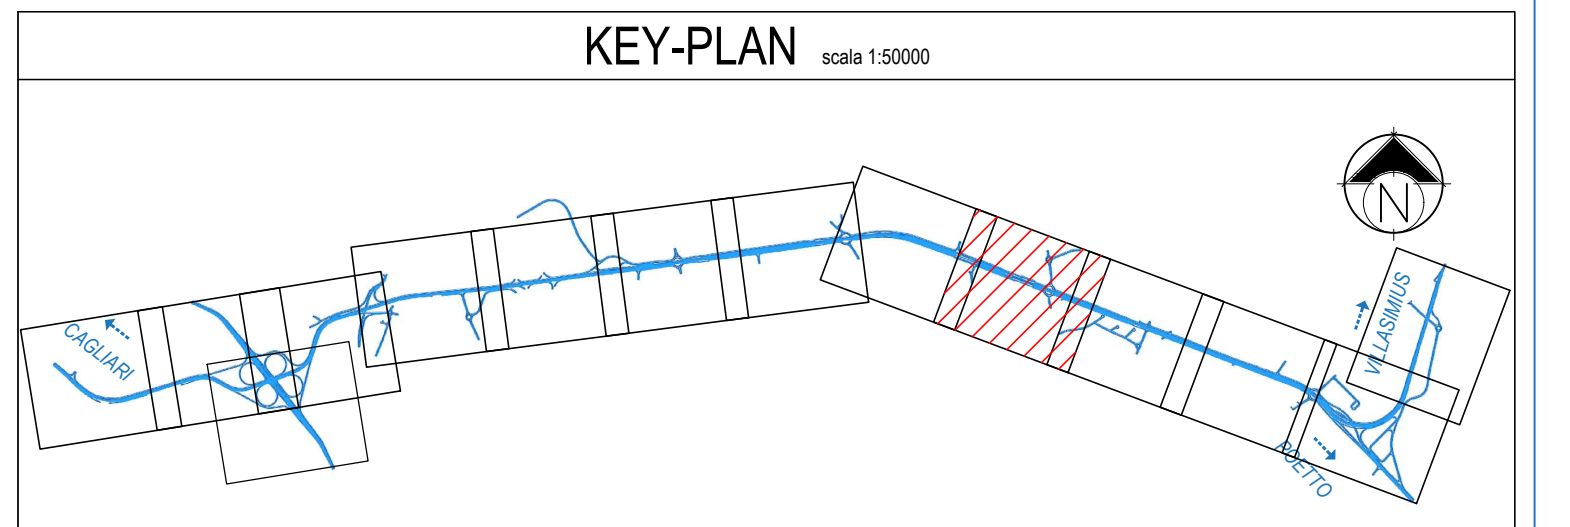 KEY-PLAN scala 1:50000
N
CAGLIARI
VILLASIMIUS
POETTO